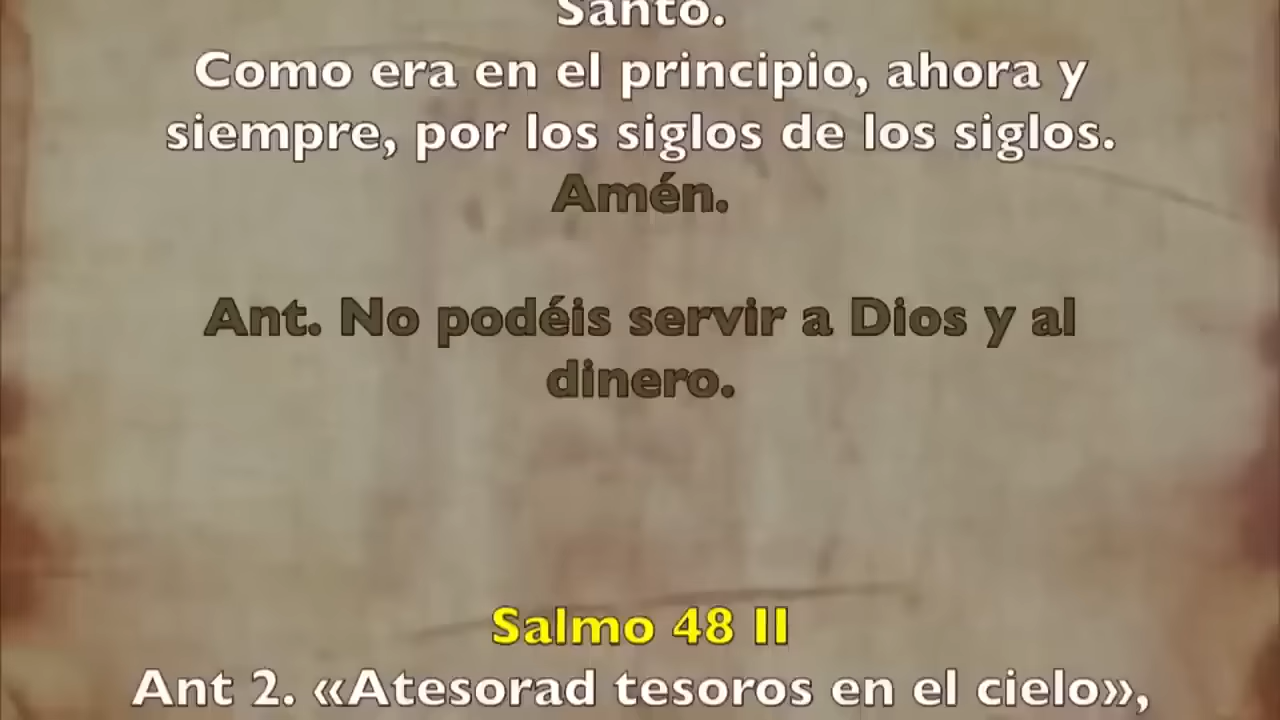 Santo.
Como era en el principio, ahora y
siempre, por los siglos de los siglos.
Amén.
Ant. No podéis servir a Dios y al
dinero.
Salmo 48 II
Ant 2. «Atesorad tesoros en el cielo»,